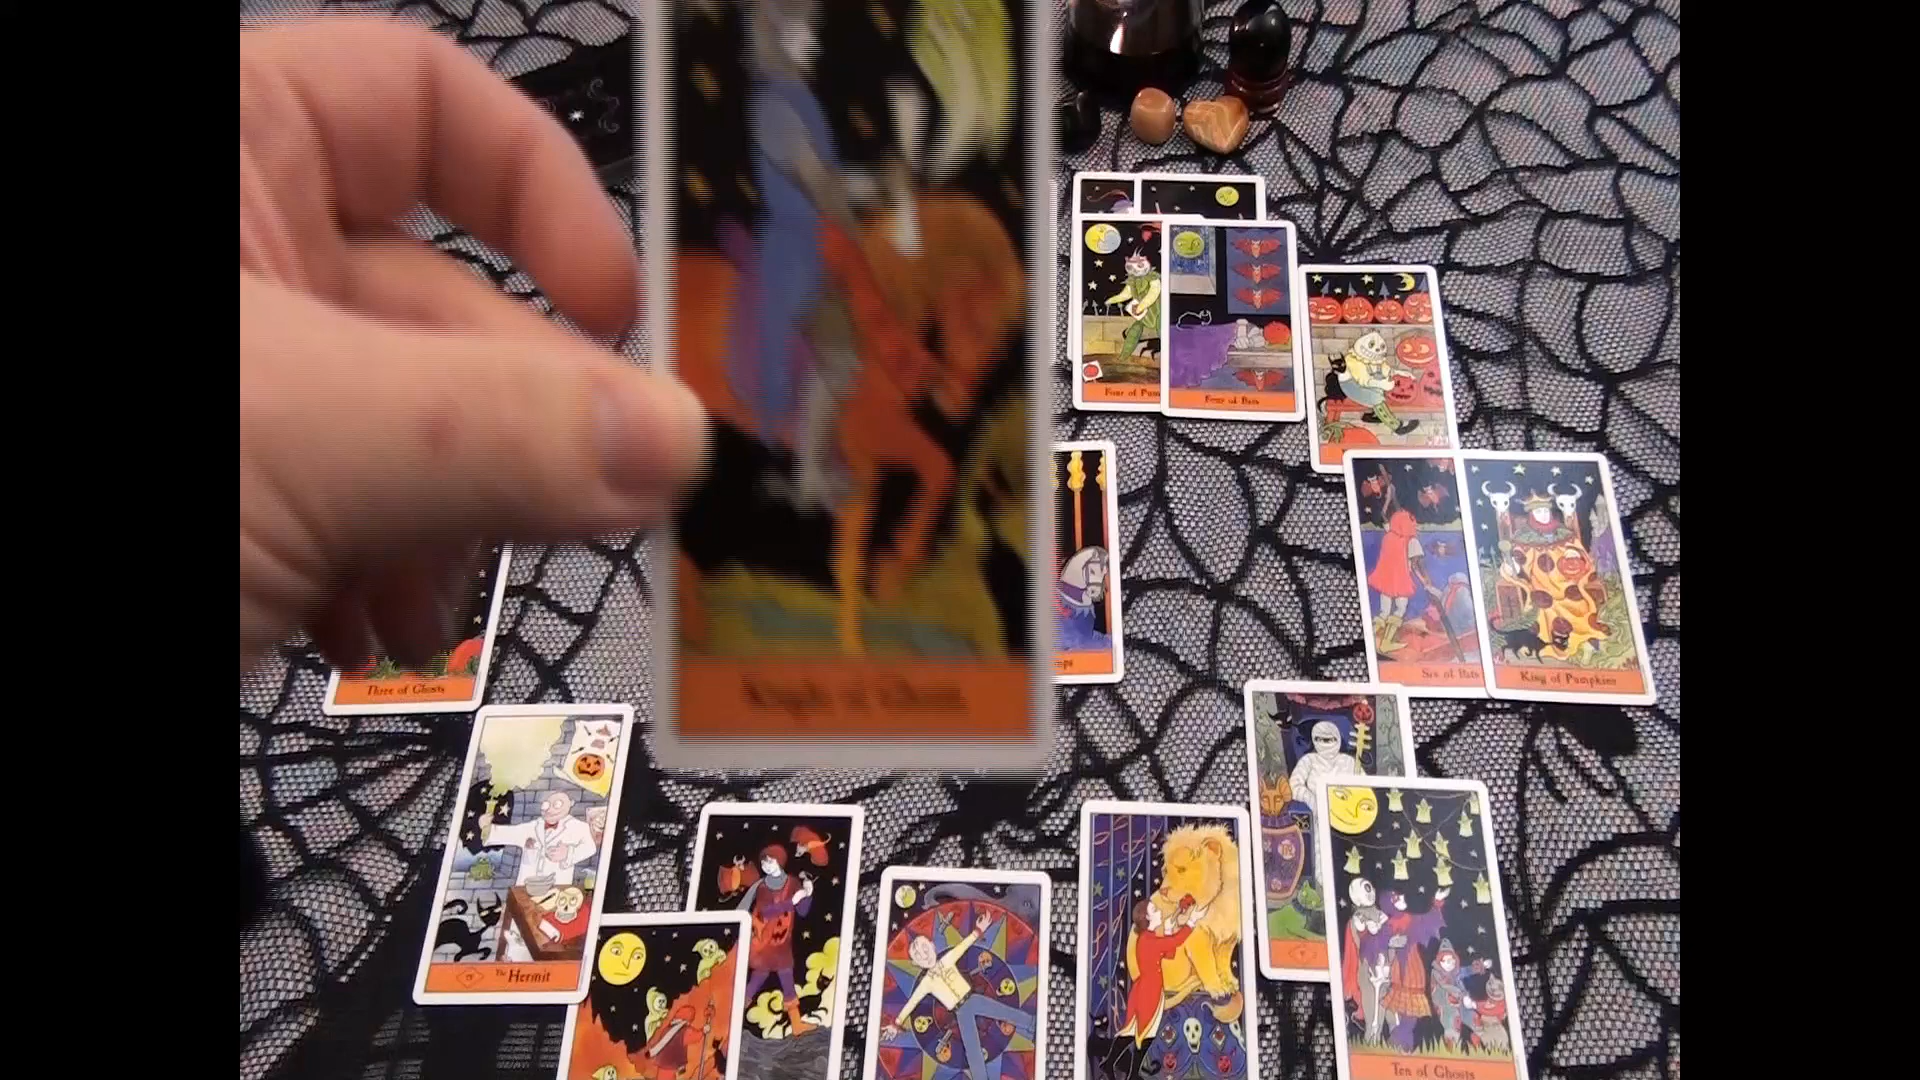 Four of Pum
Four of Bats
Six of Bats
King of Pumpkins
Three of Ghosts
The Hermit
Ten of Ghosts